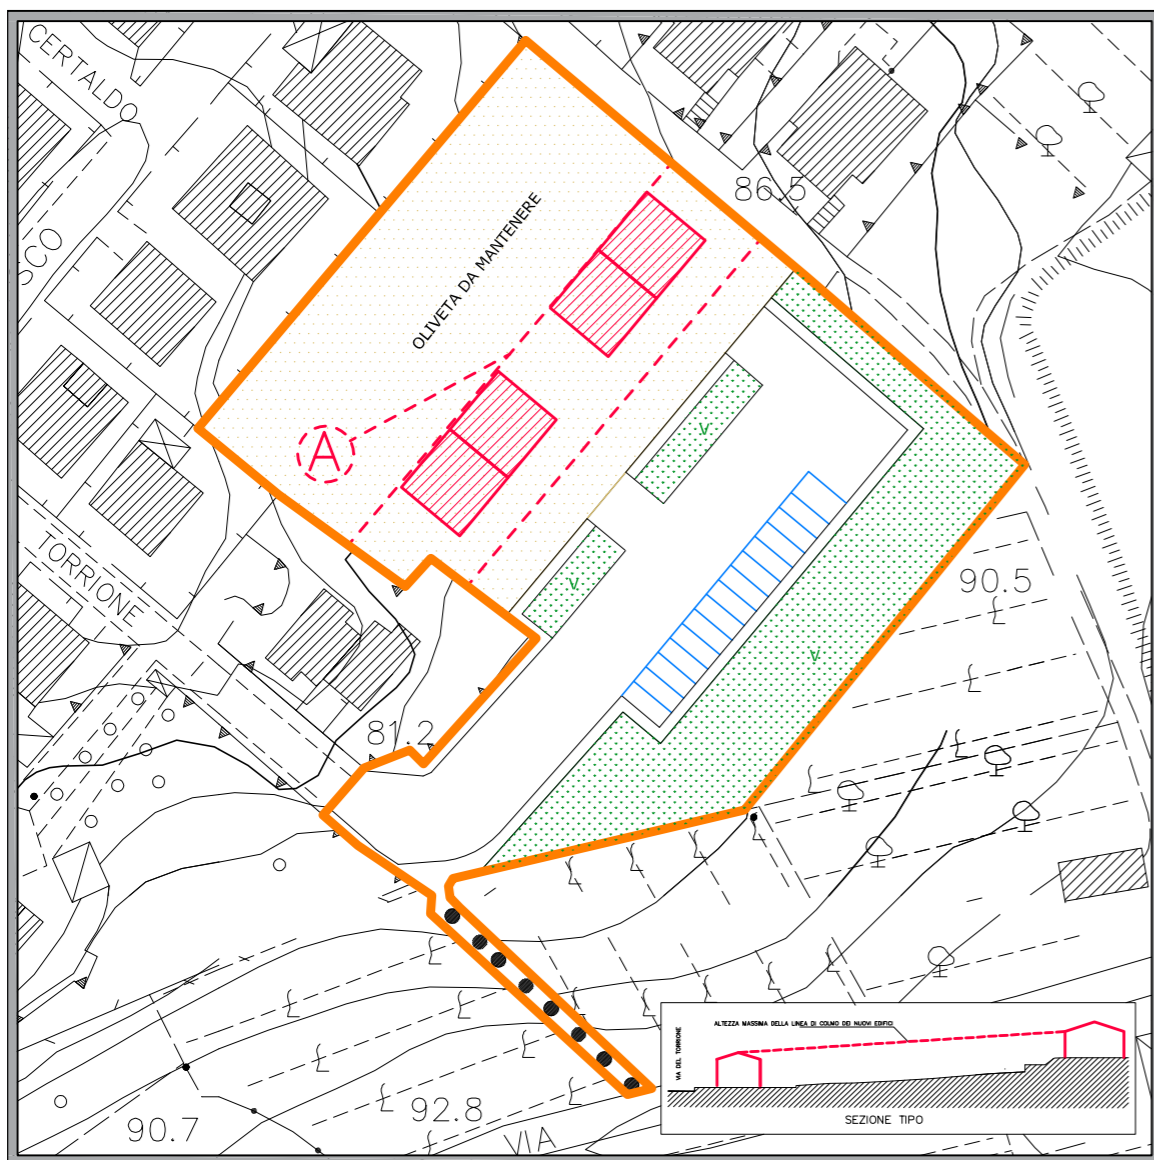 CERTALDO
SCO
86.5
OLIVETA DA MANTENERE
A
V
V
V
TORRIONE
90.5
81.2
90.7
92.8
VIA
VIA DEL TORRIONE
ALTEZZA MASSIMA DELLA LINEA DI COLMO DEI NUOVI EDIFICI
SEZIONE TIPO